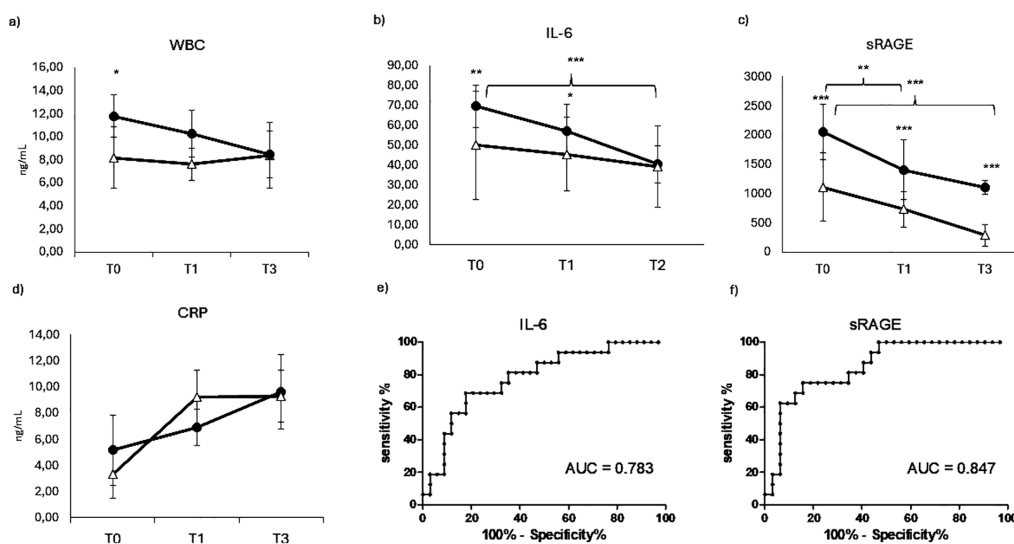 a)
WBC
16,00
14,00
12,00
10,00
8,00
6,00
4,00
2,00
0,00
ng/mL
*
T0 T1 T3
b)
IL-6
90,00
80,00
70,00
60,00
50,00
40,00
30,00
20,00
10,00
0,00
** *** *
T0 T1 T2
c)
sRAGE
3000
2500
2000
1500
1000
500
0
** ***
*** *** ***
T0 T1 T3
d)
CRP
14,00
12,00
10,00
8,00
6,00
4,00
2,00
0,00
ng/mL
T0 T1 T3
e)
IL-6
100
80
60
40
20
0
sensitivity %
AUC = 0.783
0 20 40 60 80 100
100% - Specificity%
f)
sRAGE
100
80
60
40
20
0
sensitivity %
AUC = 0.847
0 20 40 60 80 100
100% - Specificity%